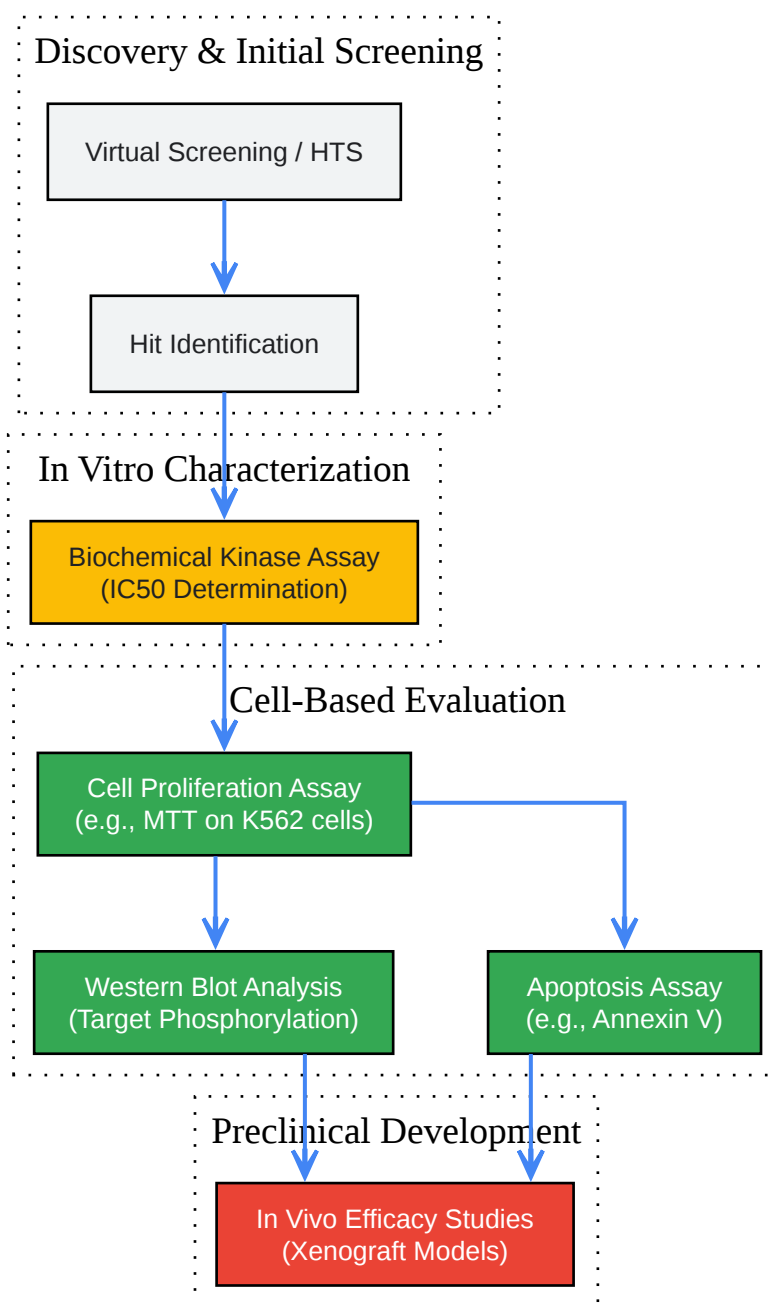 Discovery & Initial Screening
Virtual Screening / HTS
Hit Identification
In Vitro Characterization
Biochemical Kinase Assay
(IC50 Determination)
Cell-Based Evaluation
Cell Proliferation Assay
(e.g., MTT on K562 cells)
Western Blot Analysis
(Target Phosphorylation)
Apoptosis Assay
(e.g., Annexin V)
Preclinical Development
In Vivo Efficacy Studies
(Xenograft Models)